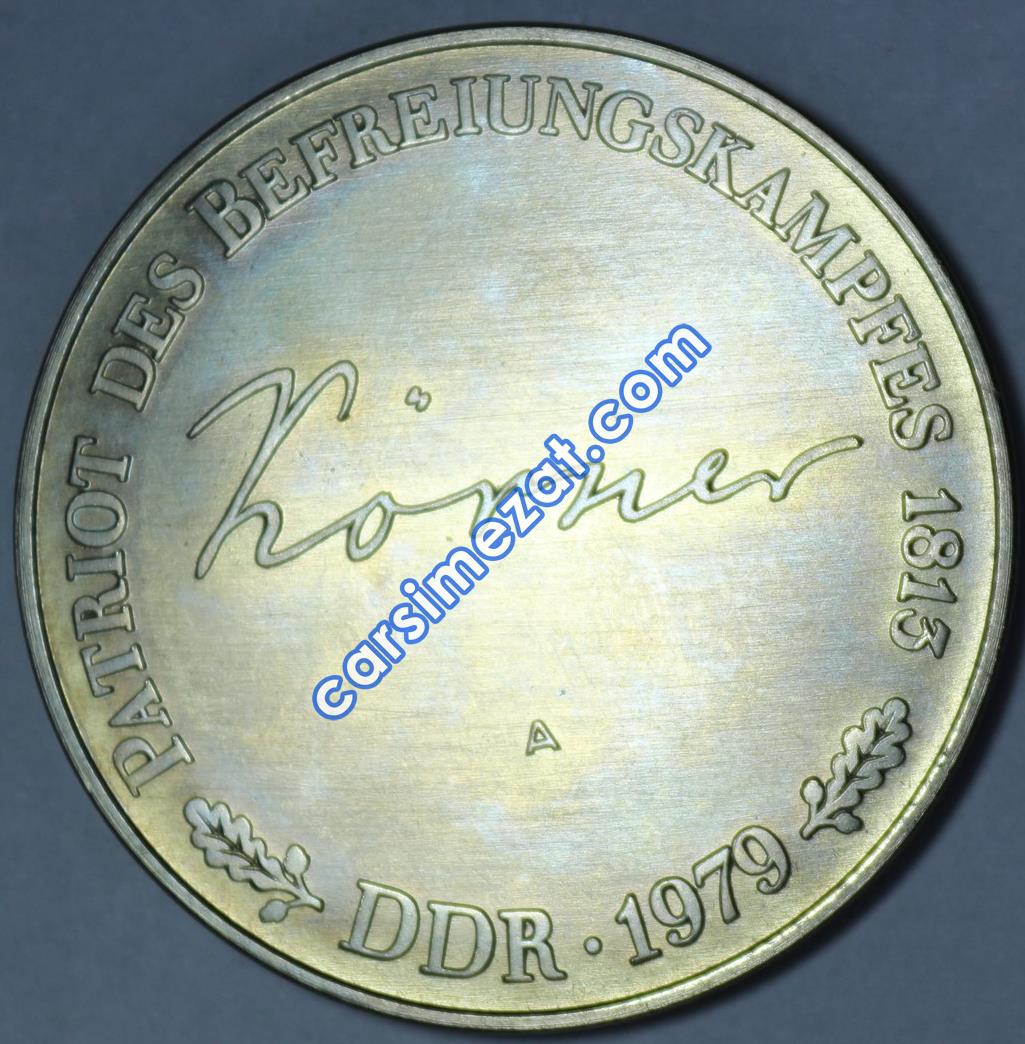 PATRIOT DES BEFREIUNGSKAMPFES 1813
Körner
carsimezat.com
A
DDR · 1979